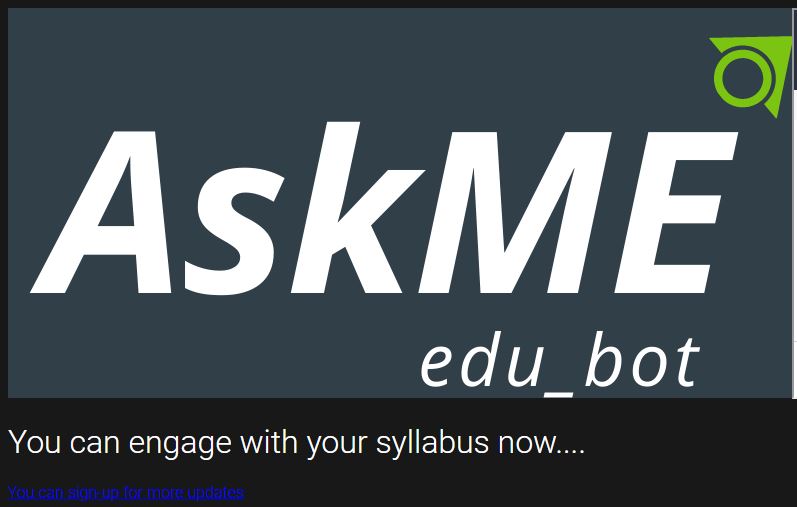 AskME
edu_bot
You can engage with your syllabus now....
You can sign-up for more updates